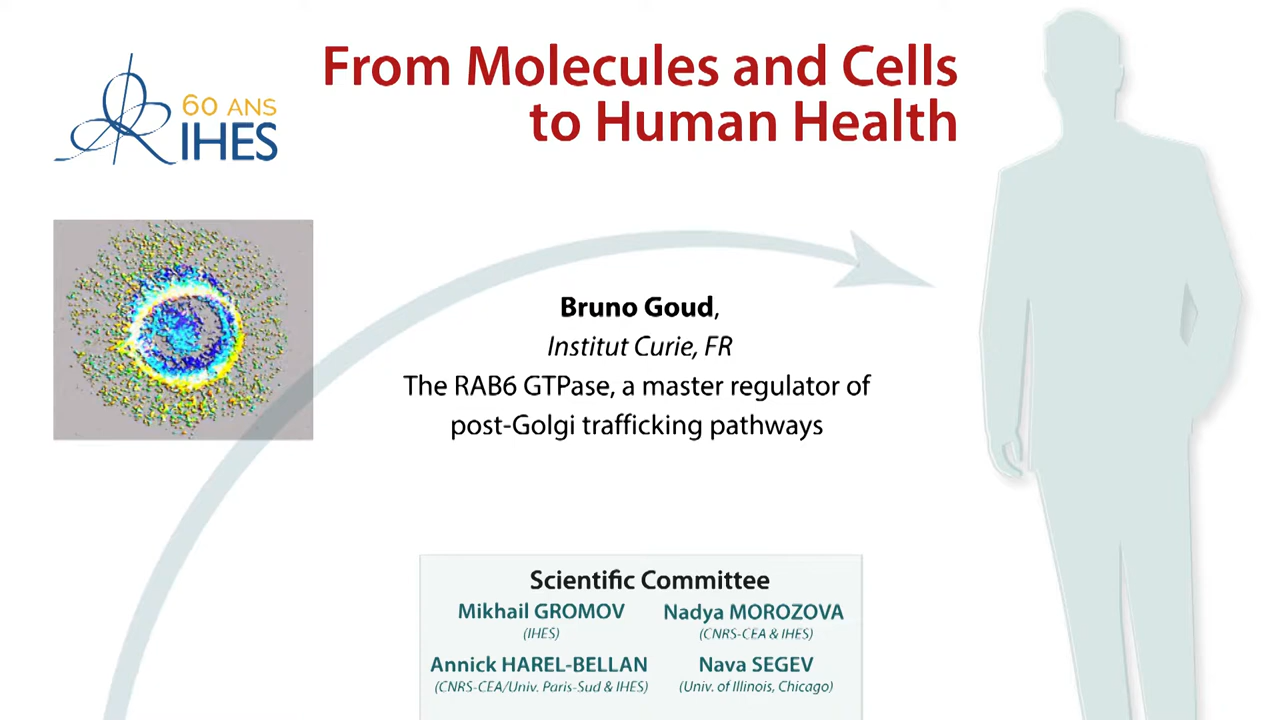 From Molecules and Cells
to Human Health
60 ANS
IHES
Bruno Goud,
Institut Curie, FR
The RAB6 GTPase, a master regulator of
post-Golgi trafficking pathways
Scientific Committee
Mikhail GROMOV
(IHES)
Nadya MOROZOVA
(CNRS-CEA & IHES)
Annick HAREL-BELLAN
(CNRS-CEA/Univ. Paris-Sud & IHES)
Nava SEGEV
(Univ. of Illinois, Chicago)